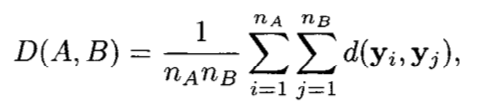 D(A, B) = \frac{1}{n_A n_B} \sum_{i=1}^{n_A} \sum_{j=1}^{n_B} d(\mathbf{y}_i, \mathbf{y}_j),